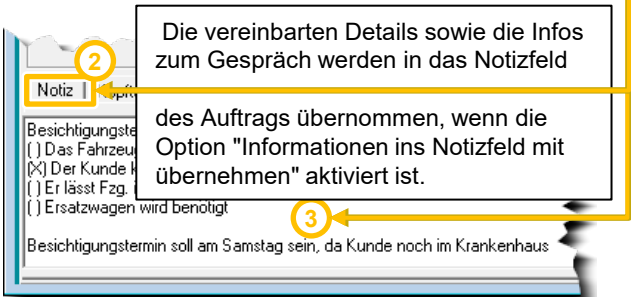 Die vereinbarten Details sowie die Infos
zum Gespräch werden in das Notizfeld
des Auftrags übernommen, wenn die
Option "Informationen ins Notizfeld mit
übernehmen" aktiviert ist.
2
Notiz
Besichtigungste
( ) Das Fahrzeug
(X) Der Kunde k
( ) Er lässt Fzg. i
( ) Ersatzwagen wird benötigt
3
Besichtigungstermin soll am Samstag sein, da Kunde noch im Krankenhaus